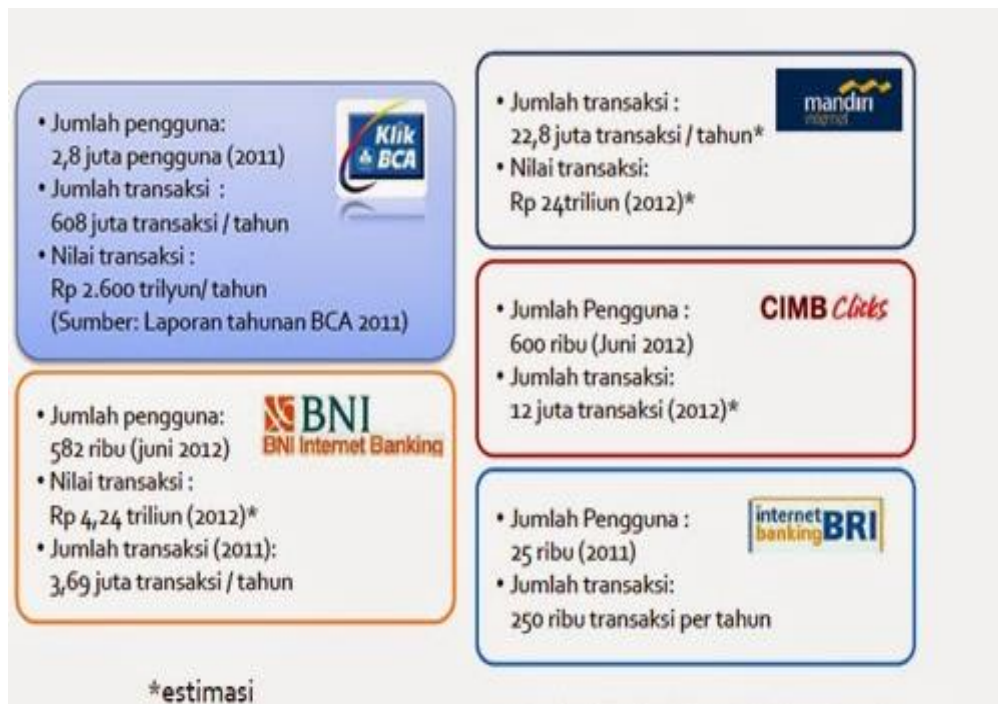 • Jumlah pengguna:
2,8 juta pengguna (2011)
• Jumlah transaksi :
608 juta transaksi / tahun
• Nilai transaksi :
Rp 2.600 trilyun/ tahun
(Sumber: Laporan tahunan BCA 2011)
Klik
& BCA
• Jumlah pengguna:
582 ribu (juni 2012)
• Nilai transaksi :
Rp 4,24 triliun (2012)*
• Jumlah transaksi (2011):
3,69 juta transaksi / tahun
BNI
BNI Internet Banking
• Jumlah transaksi :
22,8 juta transaksi / tahun*
• Nilai transaksi:
Rp 24triliun (2012)*
mandiri
internet
• Jumlah Pengguna :
600 ribu (Juni 2012)
• Jumlah transaksi:
12 juta transaksi (2012)*
CIMB Clicks
• Jumlah Pengguna :
25 ribu (2011)
• Jumlah transaksi:
250 ribu transaksi per tahun
internet
banking BRI
*estimasi